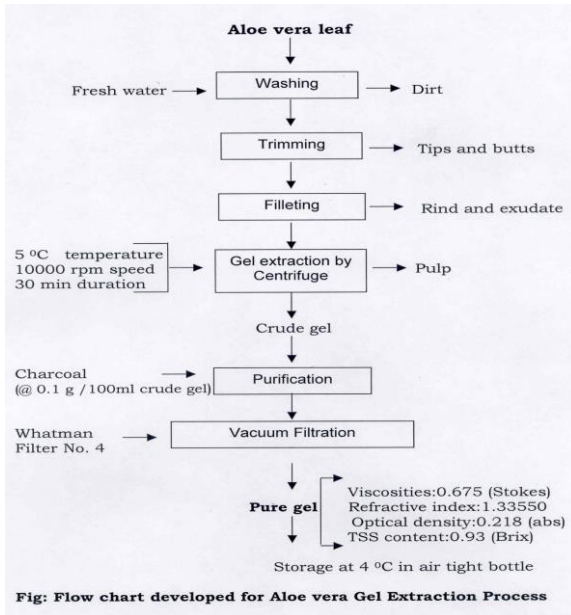 Aloe vera leaf
Fresh water
Washing
Dirt
Trimming
Tips and butts
Filleting
Rind and exudate
5 ⁰C temperature
10000 rpm speed
30 min duration
Gel extraction by
Centrifuge
Pulp
Crude gel
Charcoal
(@ 0.1 g /100ml crude gel)
Purification
Whatman
Filter No. 4
Vacuum Filtration
Pure gel
Viscosities:0.675 (Stokes)
Refractive index:1.33550
Optical density:0.218 (abs)
TSS content:0.93 (Brix)
Storage at 4 ⁰C in air tight bottle
Fig: Flow chart developed for Aloe vera Gel Extraction Process